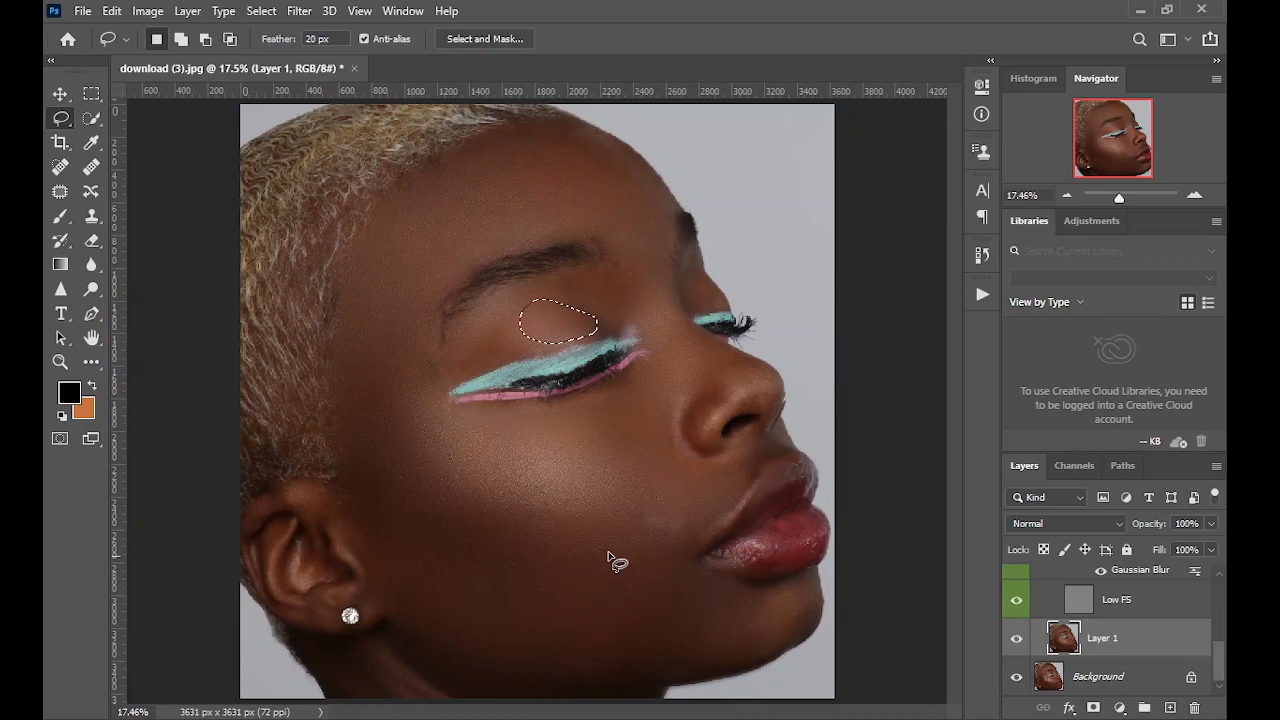 Ps File Edit Image Layer Type Select Filter 3D View Window Help
Feather: 20 px Anti-alias Select and Mask...
download (3).jpg @ 17.5% (Layer 1, RGB/8#) *
600 400 200 0 200 400 600 800 1000 1200 1400 1600 1800 2000 2200 2400 2600 2800 3000 3200 3400 3600 3800 4000 4200
Histogram Navigator
17.46%
Libraries Adjustments
Search Current Library
View by Type
To use Creative Cloud Libraries, you need to be logged into a Creative Cloud account.
-- KB
Layers Channels Paths
Kind
Normal Opacity: 100%
Lock: Fill: 100%
Gaussian Blur
Low FS
Layer 1
Background
17.46% 3631 px x 3631 px (72 ppi)